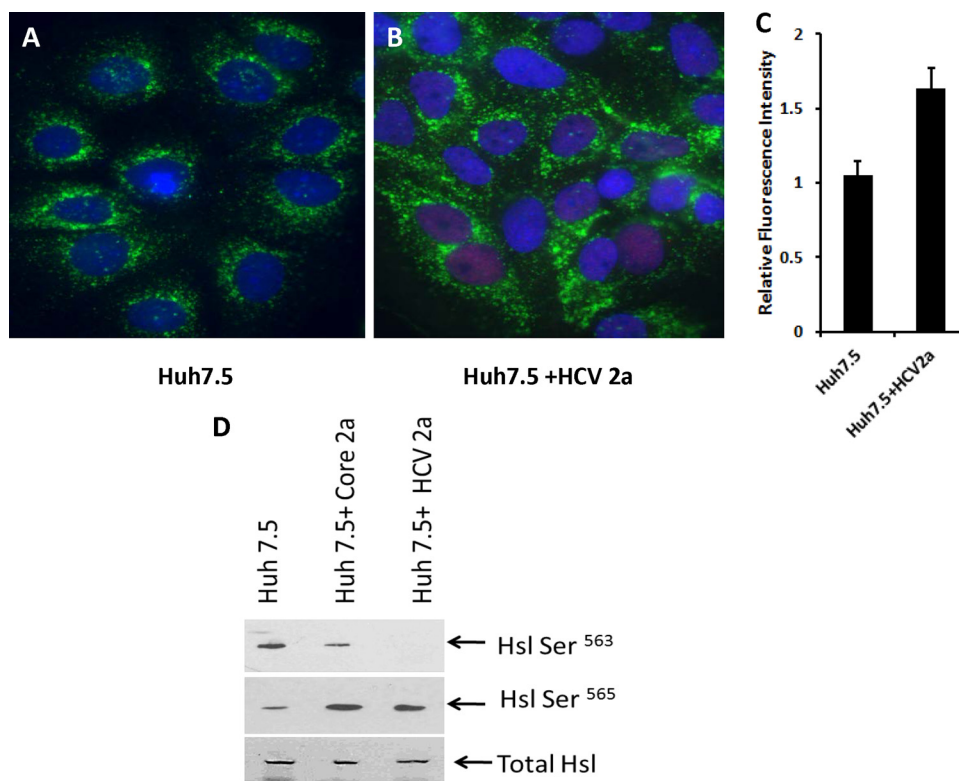 A
B
C
Relative Fluorescence Intensity
2
1.5
1
0.5
0
Huh7.5
Huh7.5+HCV2a
Huh7.5
Huh7.5 +HCV 2a
D
Huh 7.5
Huh 7.5+ Core 2a
Huh 7.5+ HCV 2a
Hsl Ser 563
Hsl Ser 565
Total Hsl